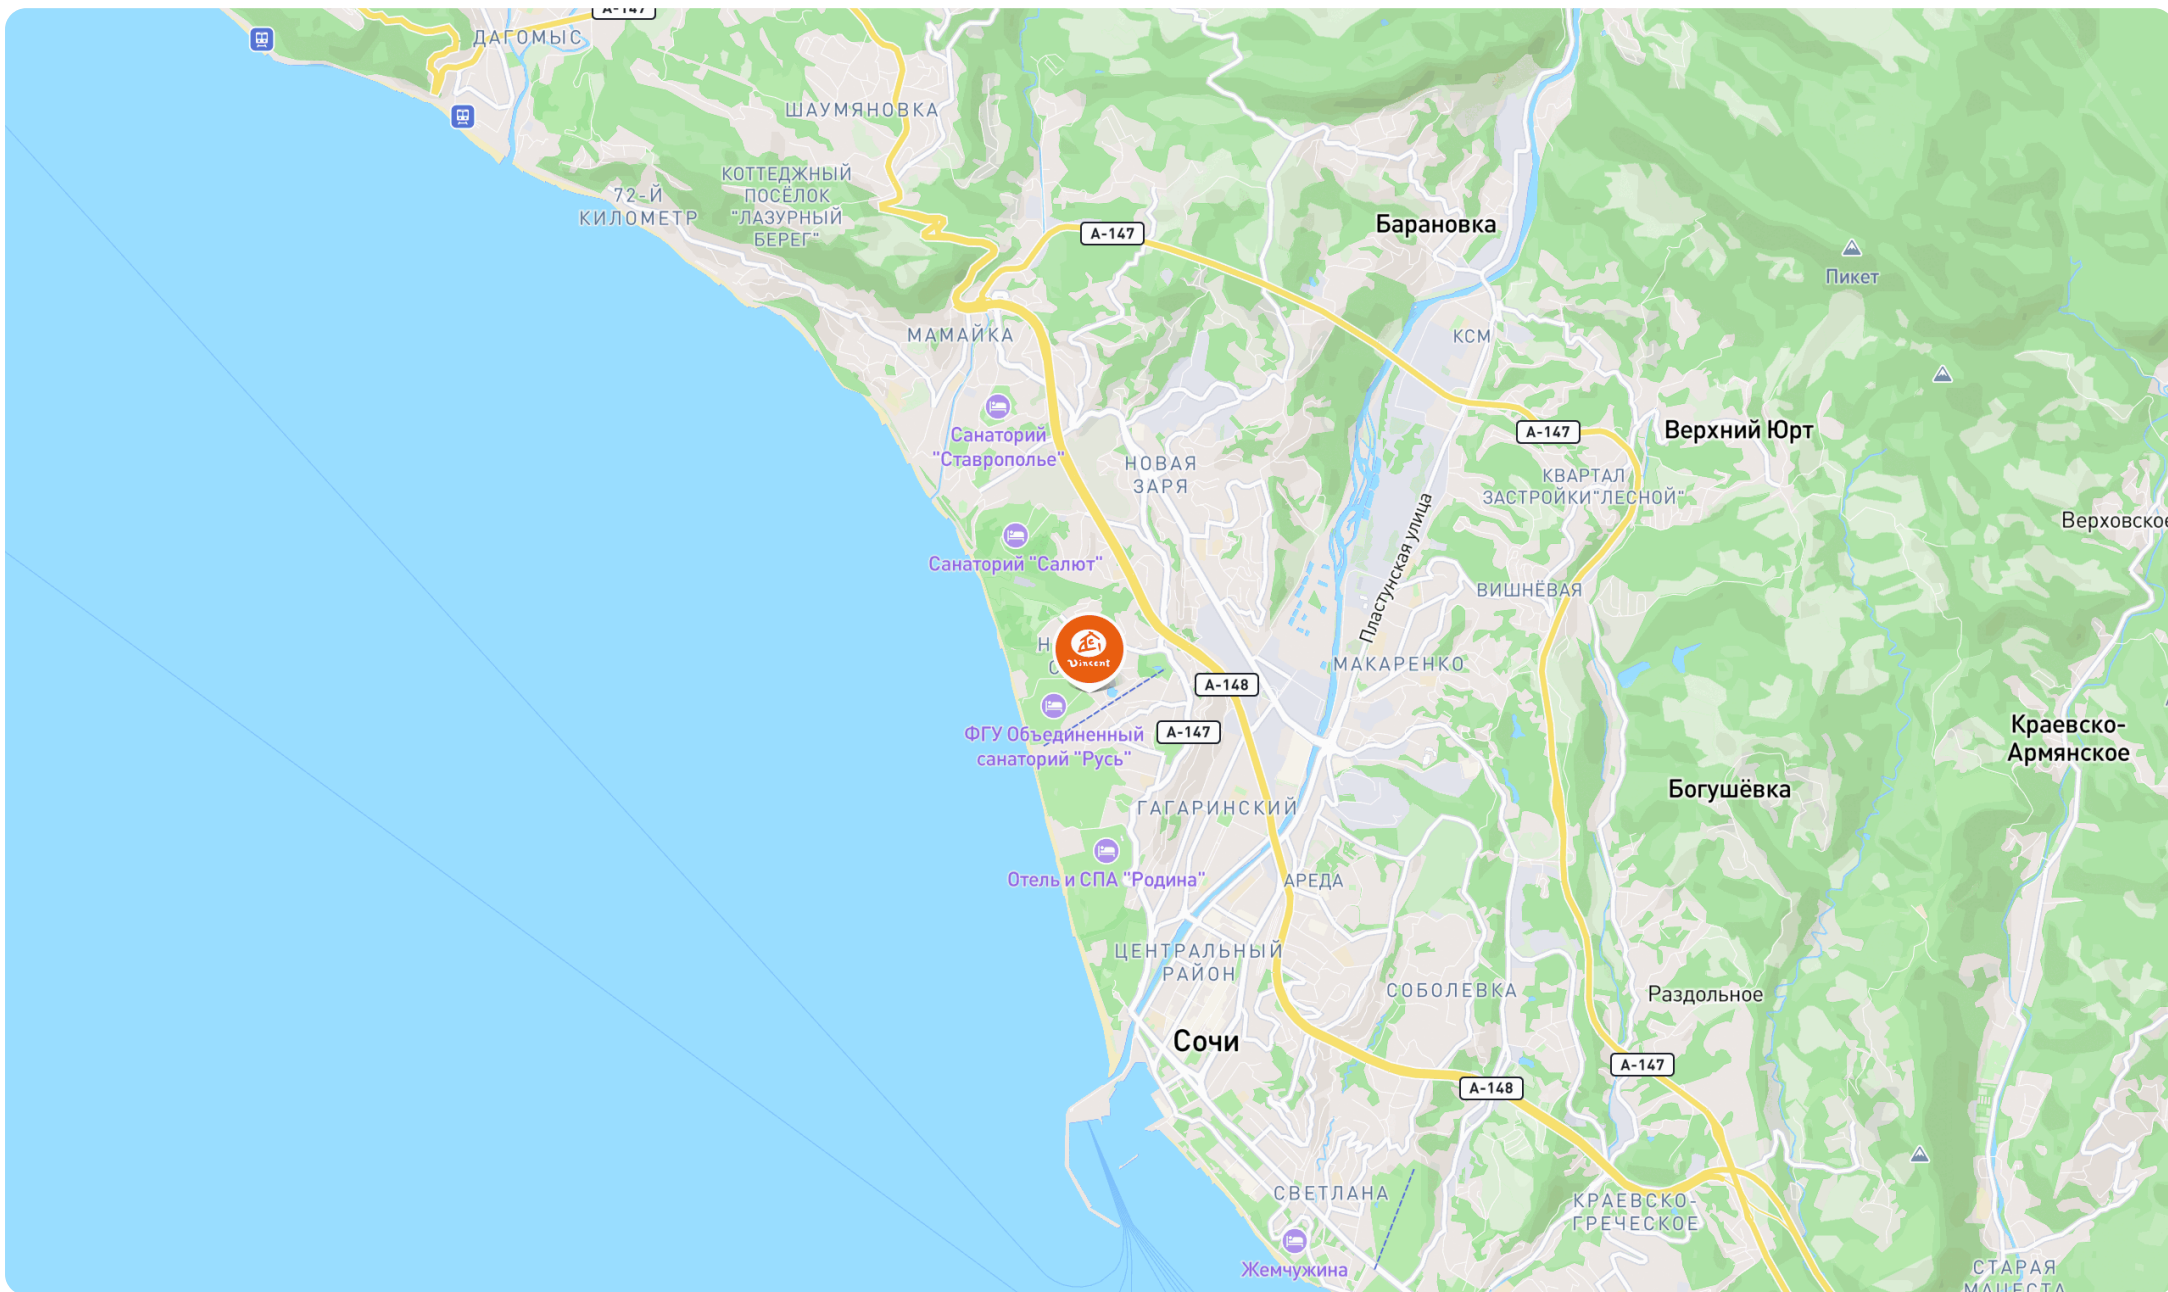 А-147
ДАГОМЫС
ШАУМЯНОВКА
КОТТЕДЖНЫЙ
ПОСЁЛОК
"ЛАЗУРНЫЙ
БЕРЕГ"
72-Й
КИЛОМЕТР
А-147
Барановка
Пикет
МАМАЙКА
КСМ
Санаторий
"Ставрополье"
А-147
Верхний Юрт
НОВАЯ
ЗАРЯ
КВАРТАЛ
ЗАСТРОЙКИ"ЛЕСНОЙ"
Верховское
Пластунская улица
Санаторий "Салют"
ВИШНЁВАЯ
Vincent
МАКАРЕНКО
А-148
А-147
ФГУ Объединенный
санаторий "Русь"
Краевско-
Армянское
Богушёвка
ГАГАРИНСКИЙ
Отель и СПА "Родина"
АРЕДА
ЦЕНТРАЛЬНЫЙ
РАЙОН
СОБОЛЕВКА
Раздольное
Сочи
А-147
А-148
СВЕТЛАНА
КРАЕВСКО-
ГРЕЧЕСКОЕ
Жемчужина
СТАРАЯ
МАЦЕСТА